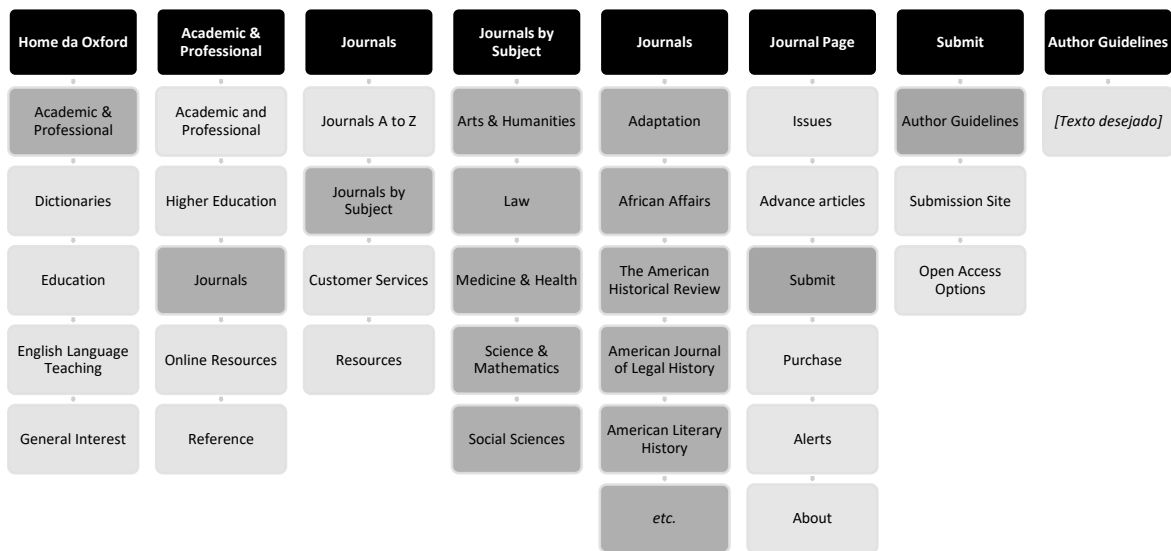 Home da Oxford
Academic &
Professional
Dictionaries
Education
English Language
Teaching
General Interest
Academic &
Professional
Academic and
Professional
Higher Education
Journals
Online Resources
Reference
Journals
Journals A to Z
Journals by
Subject
Customer Services
Resources
Journals by
Subject
Arts & Humanities
Law
Medicine & Health
Science &
Mathematics
Social Sciences
Journals
Adaptation
African Affairs
The American
Historical Review
American Journal
of Legal History
American Literary
History
etc.
Journal Page
Issues
Advance articles
Submit
Purchase
Alerts
About
Submit
Author Guidelines
Submission Site
Open Access
Options
Author Guidelines
[Texto desejado]